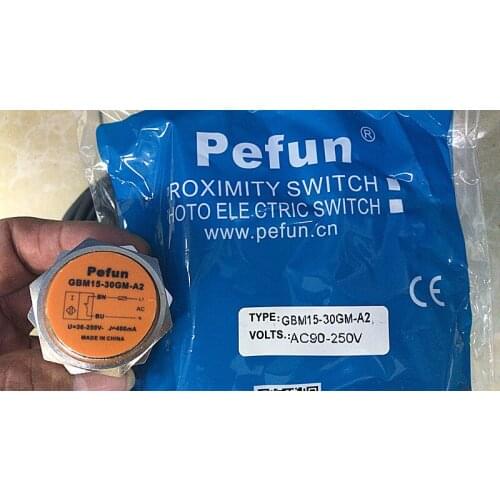 Pefun®
ROXIMITY SWITCH
HOTO ELECTRIC SWITCH
www.pefun.cn
CE
TYPE: GBM15-30GM-A2
VOLTS: AC90-250V
Pefun
GBM15-30GM-A2
BN
AC
BU
J=400mA
MADE IN CHINA